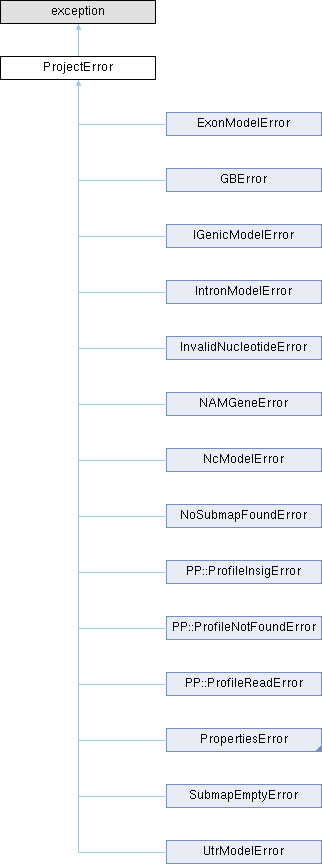 exception
ProjectError
ExonModelError
GBError
IGenicModelError
IntronModelError
InvalidNucleotideError
NAMGeneError
NcModelError
NoSubmapFoundError
PP::ProfileInsigError
PP::ProfileNotFoundError
PP::ProfileReadError
PropertiesError
SubmapEmptyError
UtrModelError